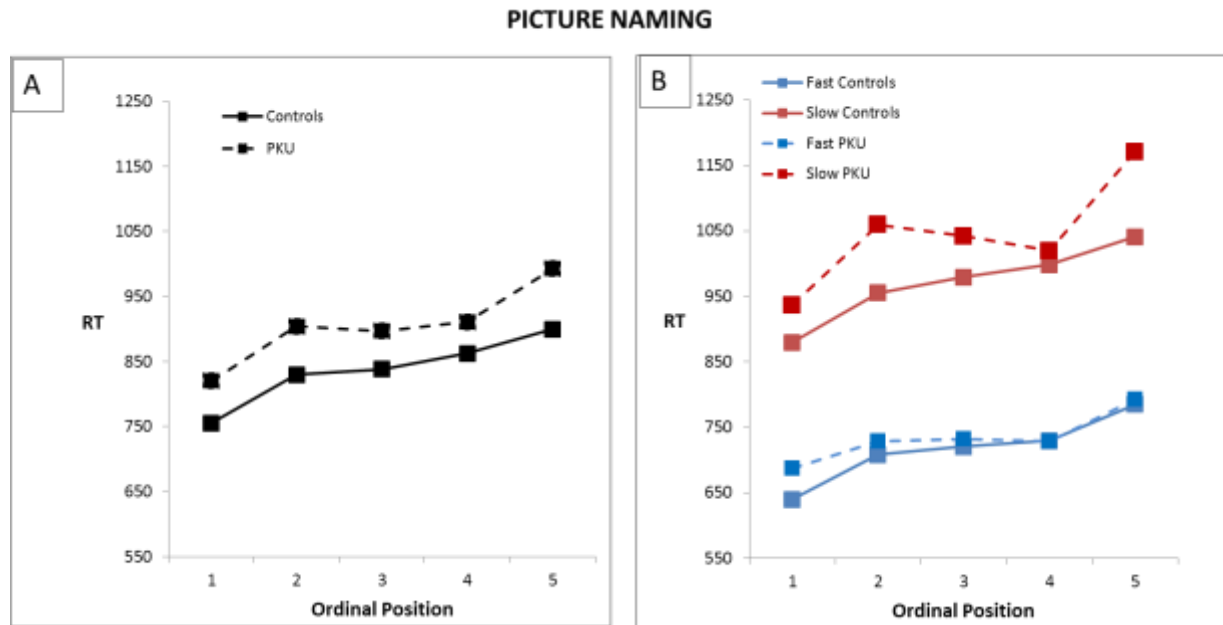 PICTURE NAMING
A
1250
1150
1050
950
850
750
650
550
RT
Controls
PKU
1 2 3 4 5
Ordinal Position
B
1250
1150
1050
950
850
750
650
550
RT
Fast Controls
Slow Controls
Fast PKU
Slow PKU
1 2 3 4 5
Ordinal Position